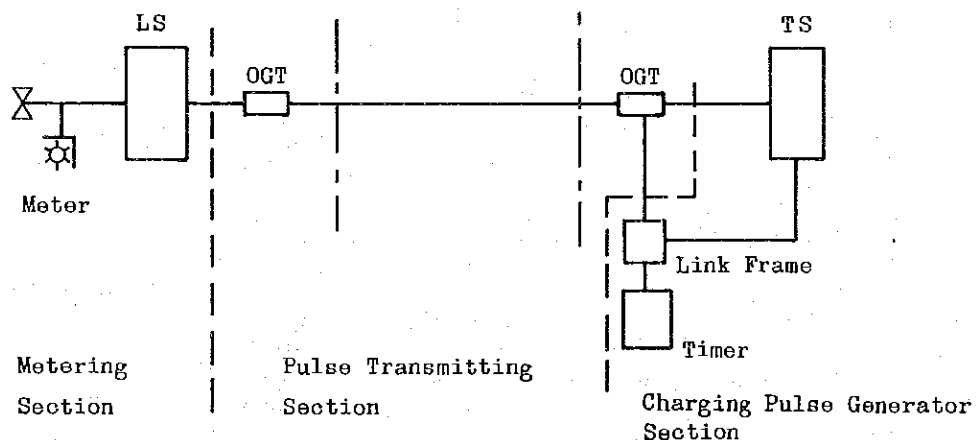 LS
TS
OGT
OGT
Meter
Link Frame
Timer
Metering
Section
Pulse Transmitting
Section
Charging Pulse Generator
Section